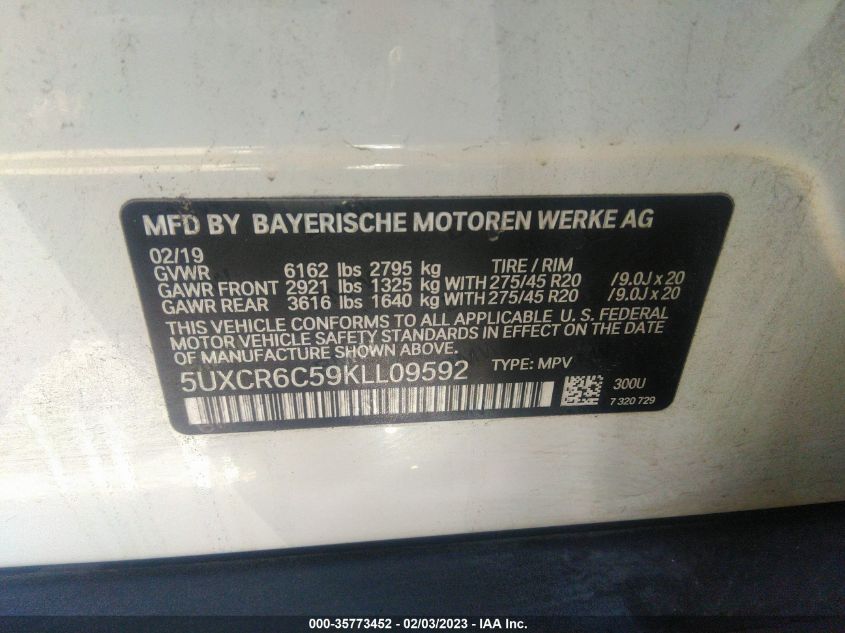 MFD BY BAYERISCHE MOTOREN WERKE AG
02/19
GVWR 6162 lbs 2795 kg TIRE / RIM
GAWR FRONT 2921 lbs 1325 kg WITH 275/45 R20 /9.0J x 20
GAWR REAR 3616 lbs 1640 kg WITH 275/45 R20 /9.0J x 20
THIS VEHICLE CONFORMS TO ALL APPLICABLE U. S. FEDERAL
MOTOR VEHICLE SAFETY STANDARDS IN EFFECT ON THE DATE
OF MANUFACTURE SHOWN ABOVE.
5UXCR6C59KLL09592 TYPE: MPV
300U
7 320 729
000-35773452 - 02/03/2023 - IAA Inc.